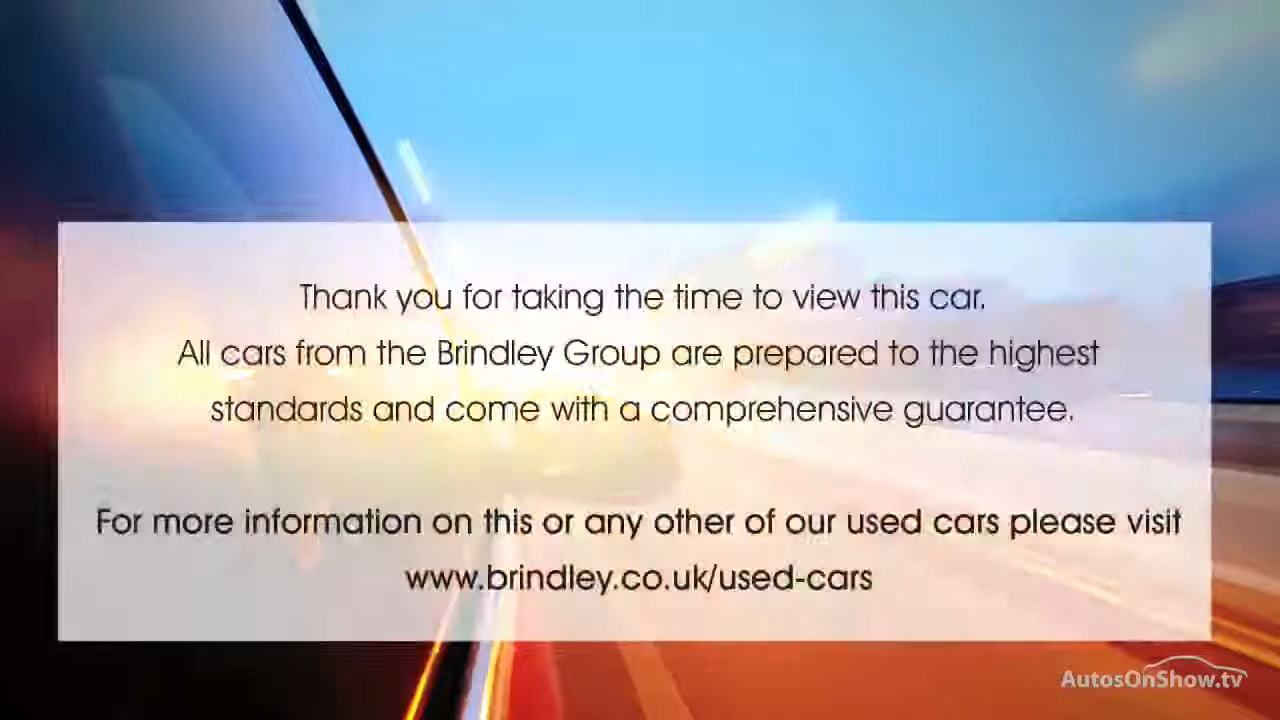 Thank you for taking the time to view this car.
All cars from the Brindley Group are prepared to the highest
standards and come with a comprehensive guarantee.
For more information on this or any other of our used cars please visit
www.brindley.co.uk/used-cars
AutosOnShow.tv